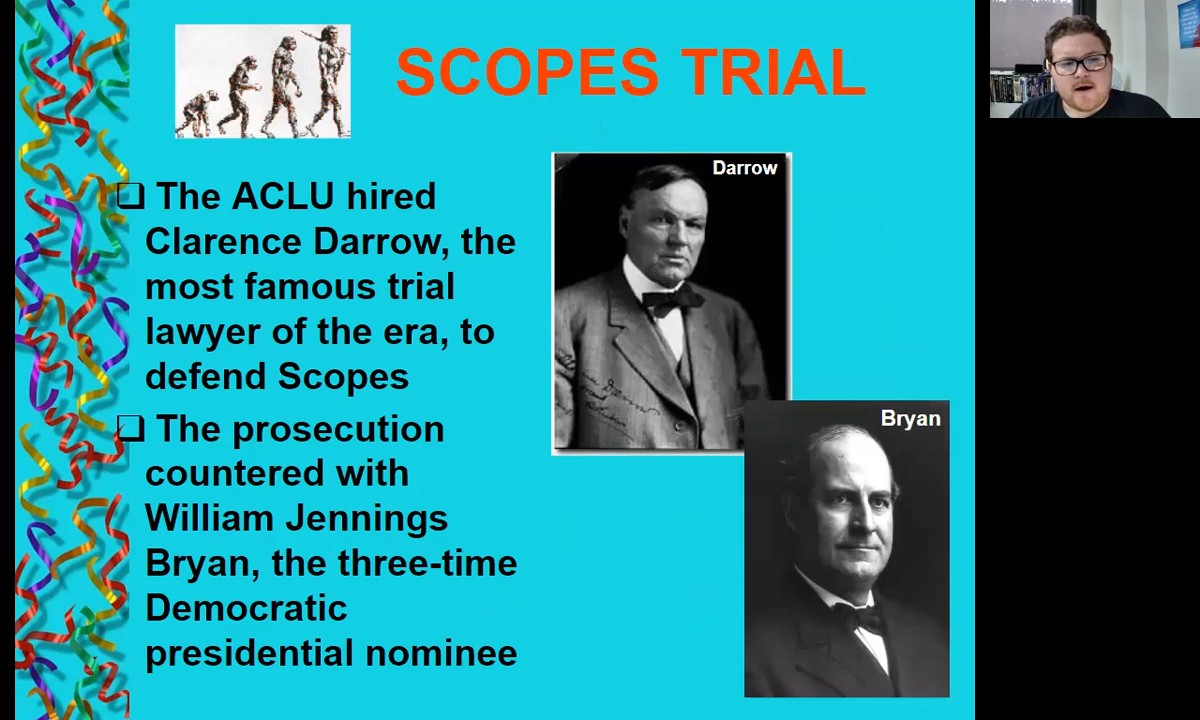 SCOPES TRIAL
The ACLU hired
Clarence Darrow, the
most famous trial
lawyer of the era, to
defend Scopes
The prosecution
countered with
William Jennings
Bryan, the three-time
Democratic
presidential nominee
Darrow
Bryan